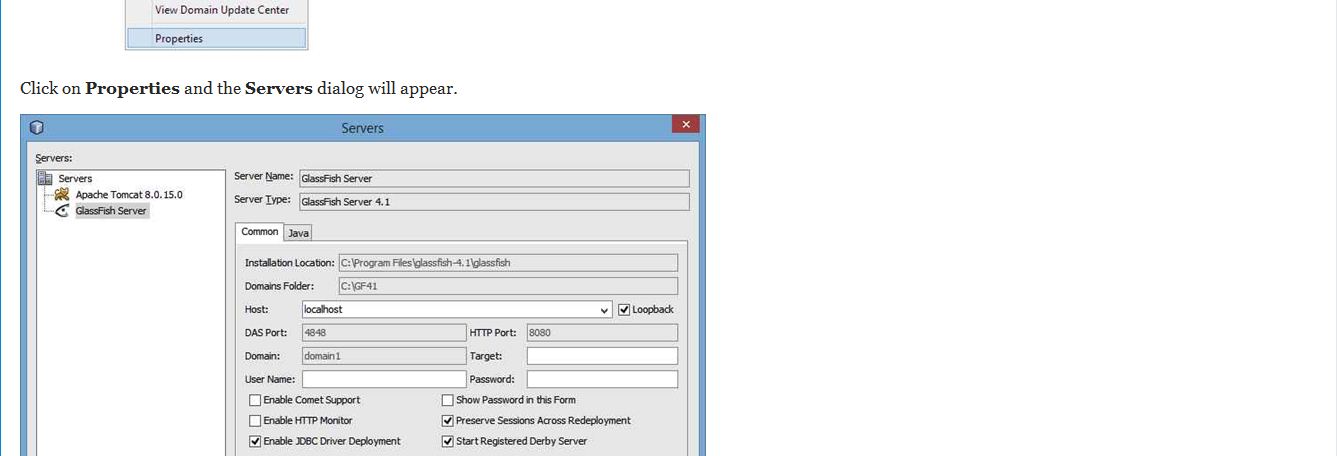 View Domain Update Center
Properties
Click on Properties and the Servers dialog will appear.
Servers
Servers:
Servers
Apache Tomcat 8.0.15.0
GlassFish Server
Server Name: GlassFish Server
Server Type: GlassFish Server 4.1
Common Java
Installation Location: C:\Program Files\glassfish-4.1\glassfish
Domains Folder: C:\GF41
Host: localhost Loopback
DAS Port: 4848 HTTP Port: 8080
Domain: domain1 Target:
User Name: Password:
Enable Comet Support Show Password in this Form
Enable HTTP Monitor Preserve Sessions Across Redeployment
Enable JDBC Driver Deployment Start Registered Derby Server